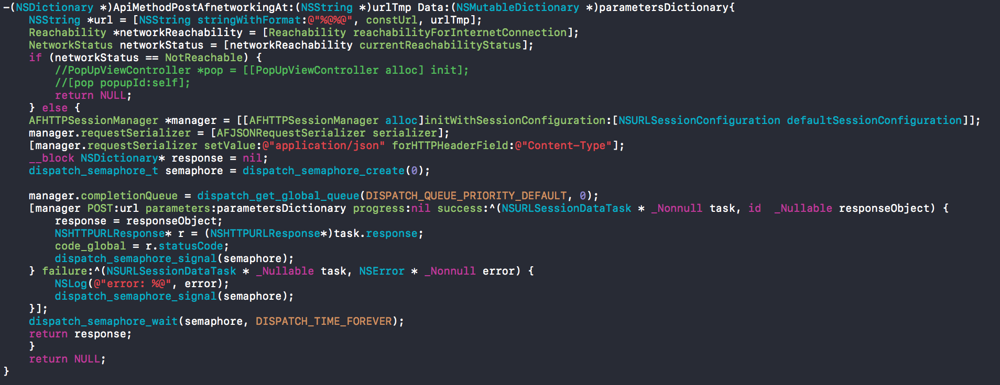 -(NSDictionary *)ApiMethodPostAfnetworkingAt:(NSString *)urlTmp Data:(NSMutableDictionary *)parametersDictionary{
    NSString *url = [NSString stringWithFormat:@"%@%@", constUrl, urlTmp];
    Reachability *networkReachability = [Reachability reachabilityForInternetConnection];
    NetworkStatus networkStatus = [networkReachability currentReachabilityStatus];
    if (networkStatus == NotReachable) {
        //PopUpViewController *pop = [[PopUpViewController alloc] init];
        //[pop popupId:self];
        return NULL;
    } else {
    AFHTTPSessionManager *manager = [[AFHTTPSessionManager alloc]initWithSessionConfiguration:[NSURLSessionConfiguration defaultSessionConfiguration]];
    manager.requestSerializer = [AFJSONRequestSerializer serializer];
    [manager.requestSerializer setValue:@"application/json" forHTTPHeaderField:@"Content-Type"];
    __block NSDictionary* response = nil;
    dispatch_semaphore_t semaphore = dispatch_semaphore_create(0);

    manager.completionQueue = dispatch_get_global_queue(DISPATCH_QUEUE_PRIORITY_DEFAULT, 0);
    [manager POST:url parameters:parametersDictionary progress:nil success:^(NSURLSessionDataTask * _Nonnull task, id  _Nullable responseObject) {
        response = responseObject;
        NSHTTPURLResponse* r = (NSHTTPURLResponse*)task.response;
        code_global = r.statusCode;
        dispatch_semaphore_signal(semaphore);
    } failure:^(NSURLSessionDataTask * _Nullable task, NSError * _Nonnull error) {
        NSLog(@"error: %@", error);
        dispatch_semaphore_signal(semaphore);
    }];
    dispatch_semaphore_wait(semaphore, DISPATCH_TIME_FOREVER);
    return response;
    }
    return NULL;
}